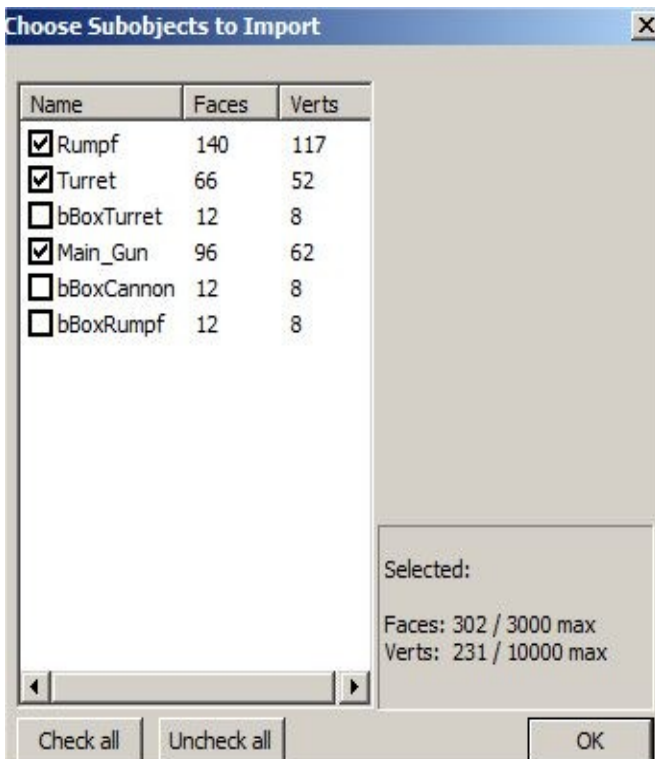 Choose Subobjects to Import
Name Faces Verts
Rumpf 140 117
Turret 66 52
bBoxTurret 12 8
Main_Gun 96 62
bBoxCannon 12 8
bBoxRumpf 12 8
Selected:
Faces: 302 / 3000 max
Verts: 231 / 10000 max
Check all Uncheck all OK